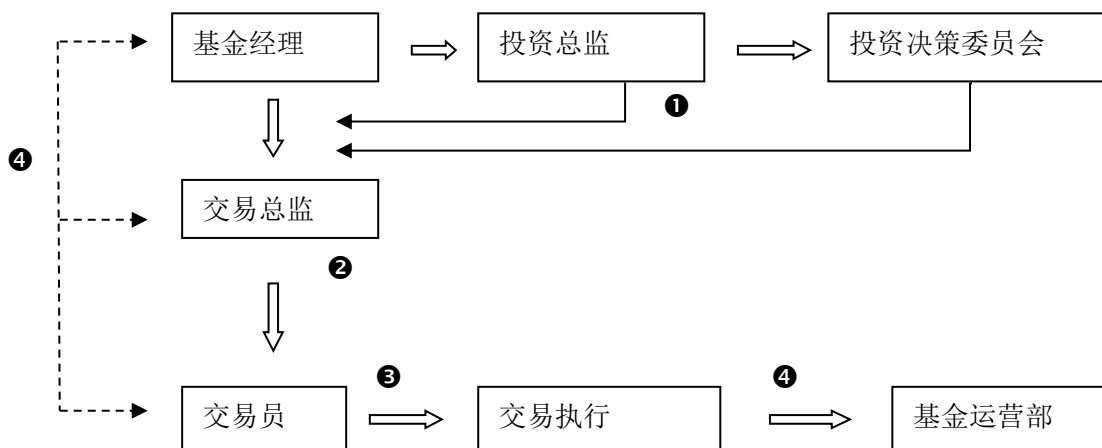 基金经理
投资总监
投资决策委员会
❶
❹
交易总监
❷
❸
❹
交易员
交易执行
基金运营部